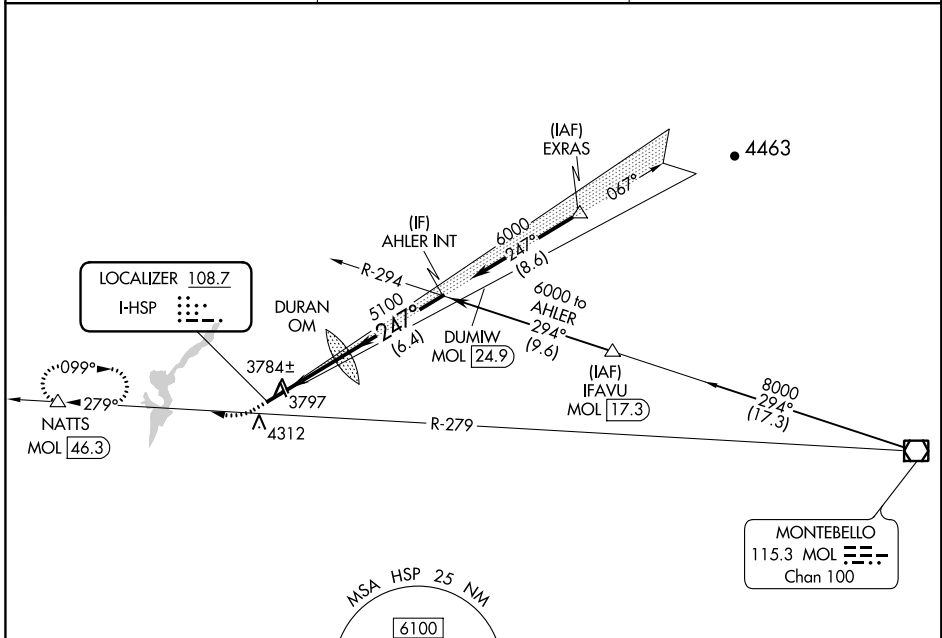 4463
(IAF)
EXRAS
067°
(IF)
AHLER INT
6000
247°
(8.6)
R-294
LOCALIZER 108.7
I-HSP
DURAN
OM
5100
247°
(6.4)
DUMIW
MOL 24.9
6000 to
AHLER
294°
(9.6)
(IAF)
IFAVU
MOL 17.3
8000
294°
(17.3)
3784±
3797
099°
279°
NATTS
MOL 46.3
4312
R-279
MONTEBELLO
115.3 MOL
Chan 100
MSA HSP 25 NM
6100